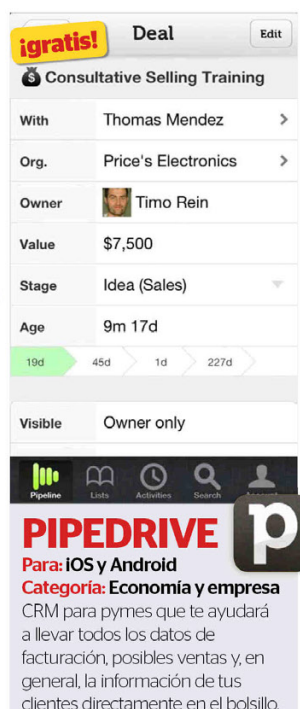 ¡gratis!
Deal
Edit
Consultative Selling Training
With Thomas Mendez
Org. Price's Electronics
Owner Timo Rein
Value $7,500
Stage Idea (Sales)
Age 9m 17d
19d 45d 1d 227d
Visible Owner only
Pipeline Lists Activities Search
p
PIPEDRIVE
Para: iOS y Android
Categoría: Economía y empresa
CRM para pymes que te ayudará
a llevar todos los datos de
facturación, posibles ventas y, en
general, la información de tus
clientes directamente en el bolsillo.